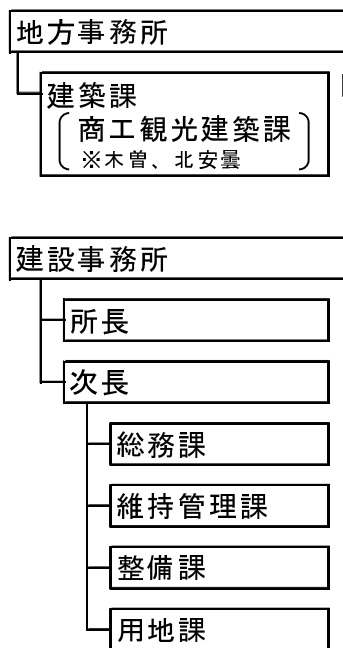 地方事務所
建築課
商工観光建築課
※木曽、北安曇
建設事務所
所長
次長
総務課
維持管理課
整備課
用地課